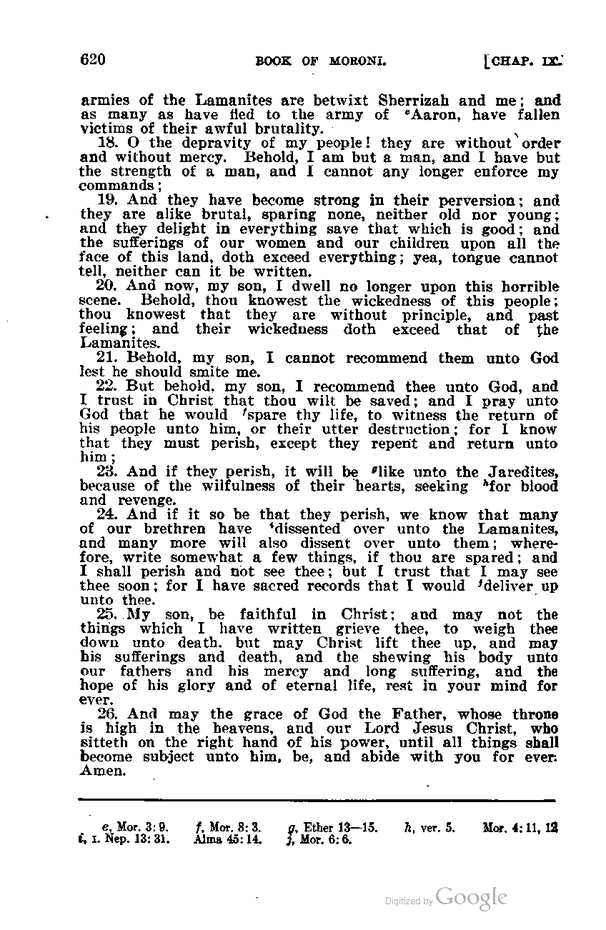 620 BOOK OF MORONI. [CHAP. IX.
armies of the Lamanites are betwixt Sherrizah and me; and
as many as have fled to the army of ᵉAaron, have fallen
victims of their awful brutality.
18. O the depravity of my people! they are without order
and without mercy. Behold, I am but a man, and I have but
the strength of a man, and I cannot any longer enforce my
commands;
19. And they have become strong in their perversion; and
they are alike brutal, sparing none, neither old nor young;
and they delight in everything save that which is good; and
the sufferings of our women and our children upon all the
face of this land, doth exceed everything; yea, tongue cannot
tell, neither can it be written.
20. And now, my son, I dwell no longer upon this horrible
scene. Behold, thou knowest the wickedness of this people;
thou knowest that they are without principle, and past
feeling; and their wickedness doth exceed that of the
Lamanites.
21. Behold, my son, I cannot recommend them unto God
lest he should smite me.
22. But behold, my son, I recommend thee unto God, and
I trust in Christ that thou wilt be saved; and I pray unto
God that he would ᶠspare thy life, to witness the return of
his people unto him, or their utter destruction; for I know
that they must perish, except they repent and return unto
him;
23. And if they perish, it will be ᵍlike unto the Jaredites,
because of the wilfulness of their hearts, seeking ʰfor blood
and revenge.
24. And if it so be that they perish, we know that many
of our brethren have ⁱdissented over unto the Lamanites,
and many more will also dissent over unto them; where-
fore, write somewhat a few things, if thou are spared; and
I shall perish and not see thee; but I trust that I may see
thee soon; for I have sacred records that I would ʲdeliver up
unto thee.
25. My son, be faithful in Christ; and may not the
things which I have written grieve thee, to weigh thee
down unto death, but may Christ lift thee up, and may
his sufferings and death, and the shewing his body unto
our fathers and his mercy and long suffering, and the
hope of his glory and of eternal life, rest in your mind for
ever.
26. And may the grace of God the Father, whose throne
is high in the heavens, and our Lord Jesus Christ, who
sitteth on the right hand of his power, until all things shall
become subject unto him, be, and abide with you for ever.
Amen.
e, Mor. 3:9. f, Mor. 8:3. g, Ether 13—15. h, ver. 5. Mor. 4:11, 12
i, 1. Nep. 13:31. Alma 45:14. j, Mor. 6:6.
Digitized by Google